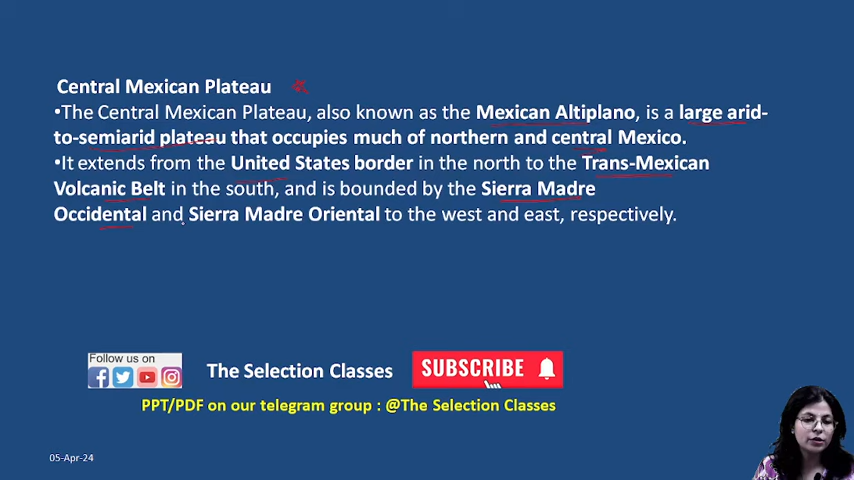 Central Mexican Plateau
•The Central Mexican Plateau, also known as the Mexican Altiplano, is a large arid-
to-semiarid plateau that occupies much of northern and central Mexico.
•It extends from the United States border in the north to the Trans-Mexican
Volcanic Belt in the south, and is bounded by the Sierra Madre
Occidental and Sierra Madre Oriental to the west and east, respectively.
Follow us on
The Selection Classes
SUBSCRIBE
PPT/PDF on our telegram group : @The Selection Classes
05-Apr-24